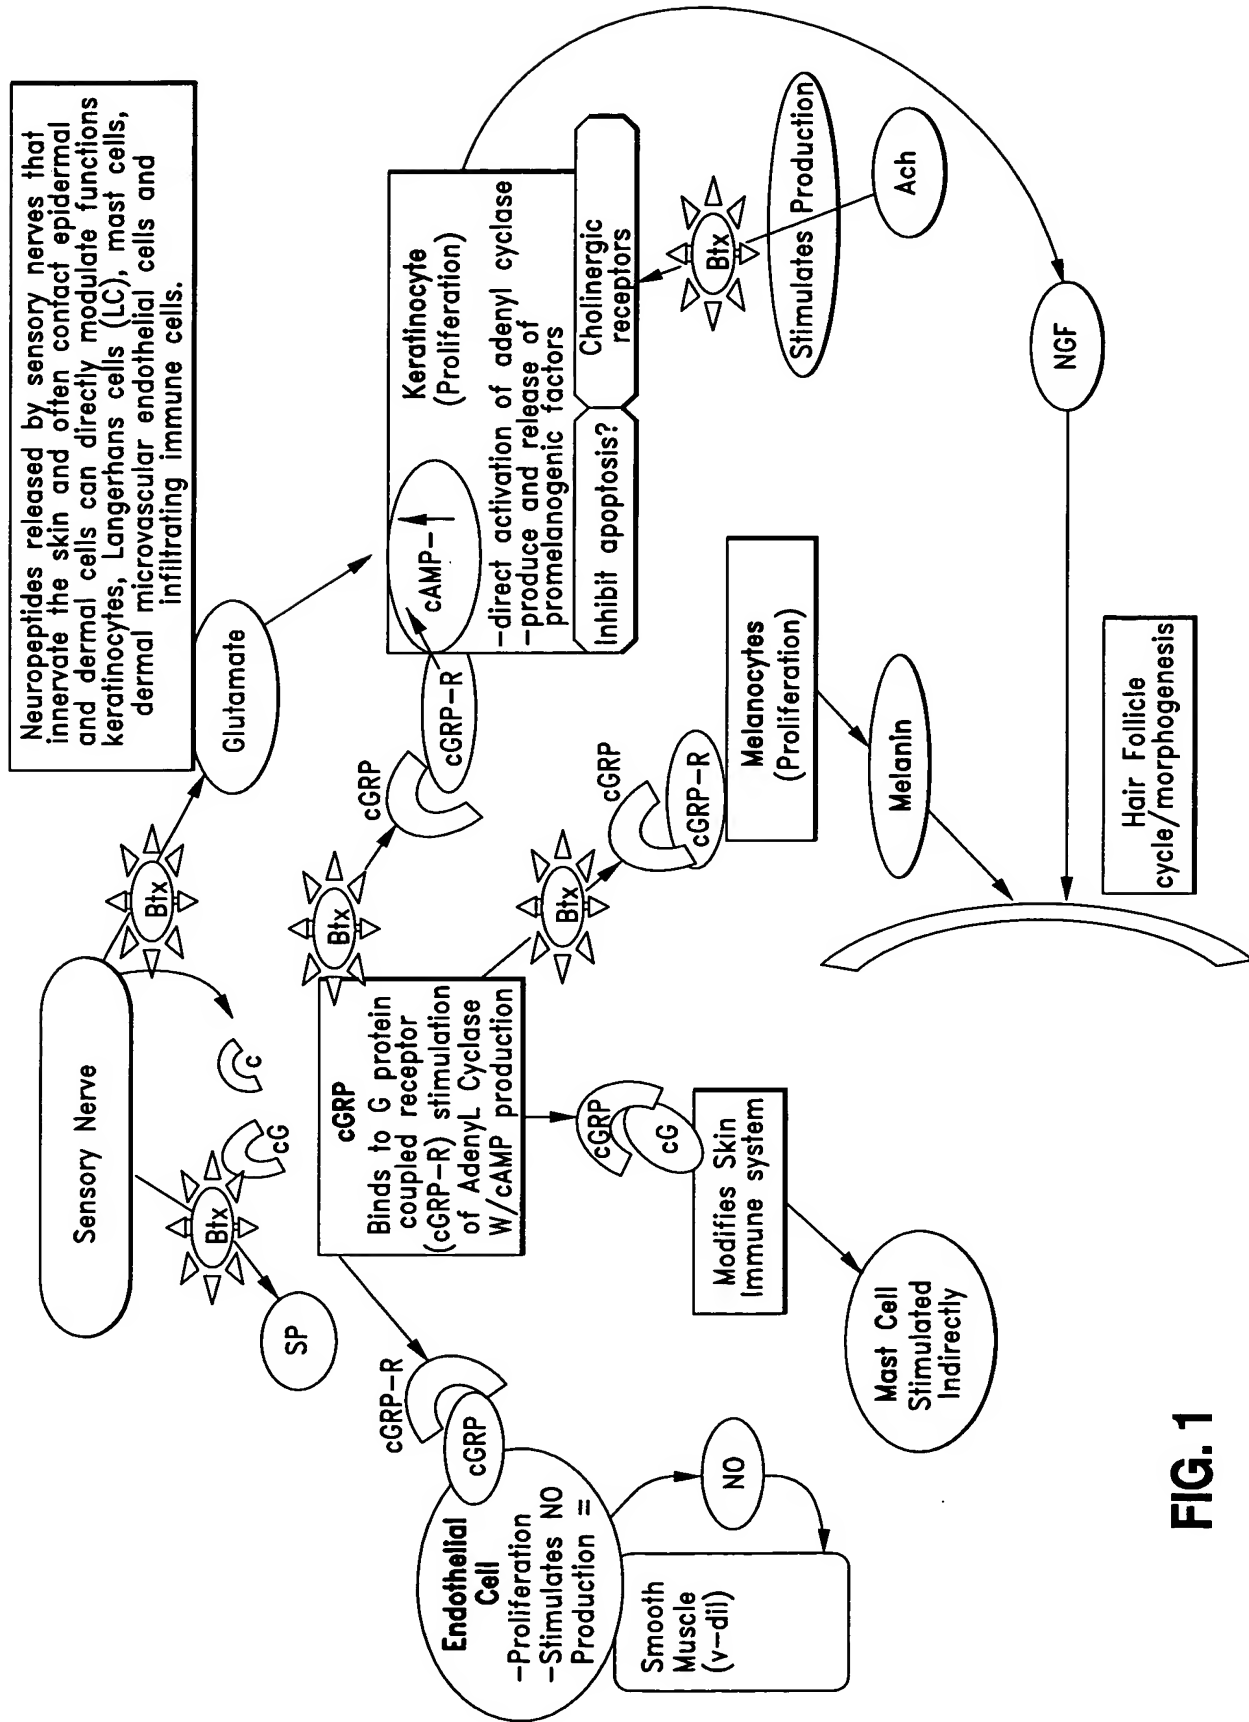 Neuropeptides released by sensory nerves that
innervate the skin and often contact epidermal
and dermal cells can directly modulate functions
keratinocytes, Langerhans cells (LC), mast cells,
dermal microvascular endothelial cells and
infiltrating immune cells.
Sensory Nerve
Btx
Glutamate
c
cG
Btx
SP
cGRP
Binds to G protein
coupled receptor
(cGRP-R) stimulation
of Adenyl Cyclase
W/cAMP production
Btx
cGRP
cGRP-R
cAMP-1
Keratinocyte
(Proliferation)
-direct activation of adenyl cyclase
-produce and release of
promelanogenic factors
Inhibit apoptosis?
Cholinergic
receptors
Btx
Stimulates Production
Ach
NGF
Btx
cGRP
cGRP-R
Melanocytes
(Proliferation)
Melanin
Hair Follicle
cycle/morphogenesis
cGRP
cG
Modifies Skin
Immune system
Mast Cell
Stimulated
Indirectly
cGRP-R
cGRP
Endothelial
Cell
-Proliferation
-Stimulates NO
Production =
NO
Smooth
Muscle
(v-dil)
FIG. 1